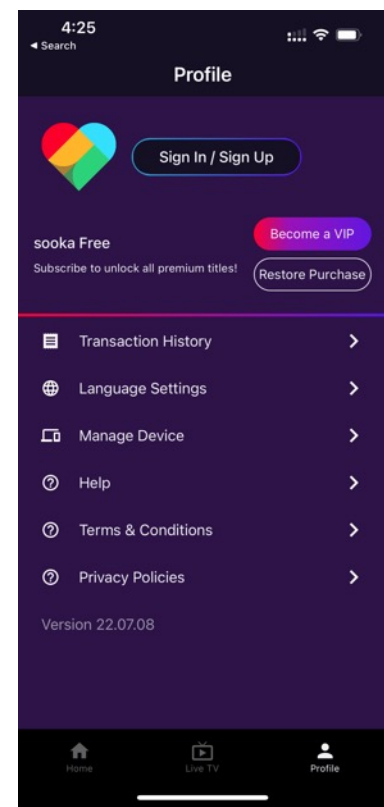 4:25
◀ Search
Profile
Sign In / Sign Up
sooka Free
Become a VIP
Subscribe to unlock all premium titles!
Restore Purchase
Transaction History
Language Settings
Manage Device
Help
Terms & Conditions
Privacy Policies
Version 22.07.08
Home
Live TV
Profile